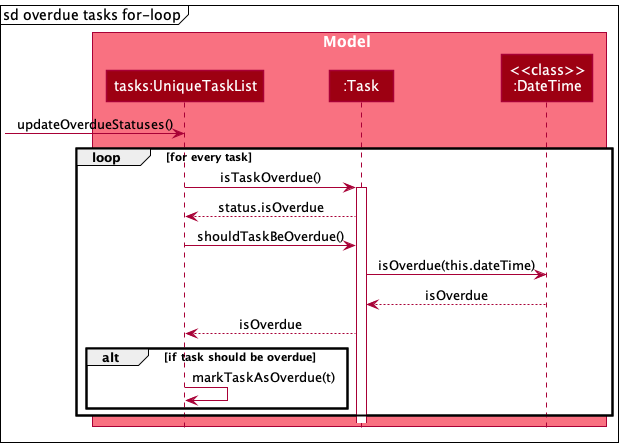 sd overdue tasks for-loop
Model
tasks:UniqueTaskList
:Task
<<class>>
:DateTime
updateOverdueStatuses()
loop
[for every task]
isTaskOverdue()
status.isOverdue
shouldTaskBeOverdue()
isOverdue(this.dateTime)
isOverdue
isOverdue
alt
[if task should be overdue]
markTaskAsOverdue(t)